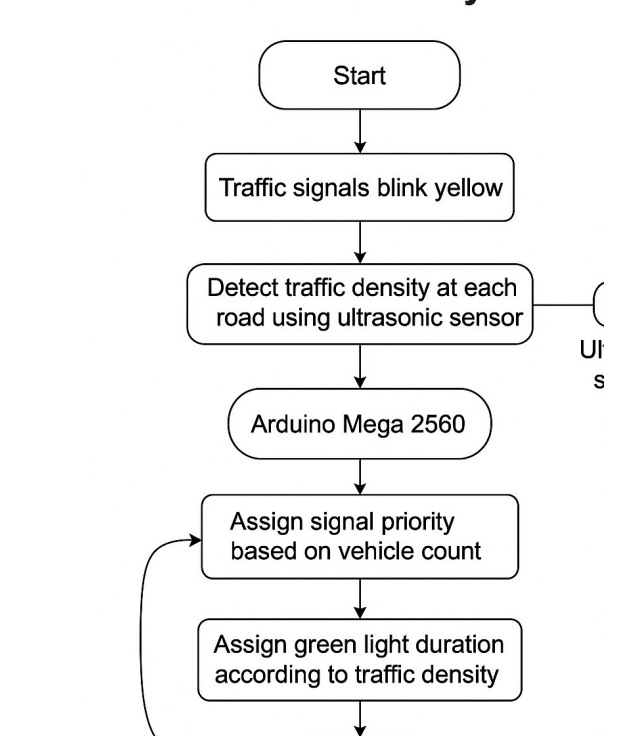 Start
Traffic signals blink yellow
Detect traffic density at each
road using ultrasonic sensor
Arduino Mega 2560
Assign signal priority
based on vehicle count
Assign green light duration
according to traffic density